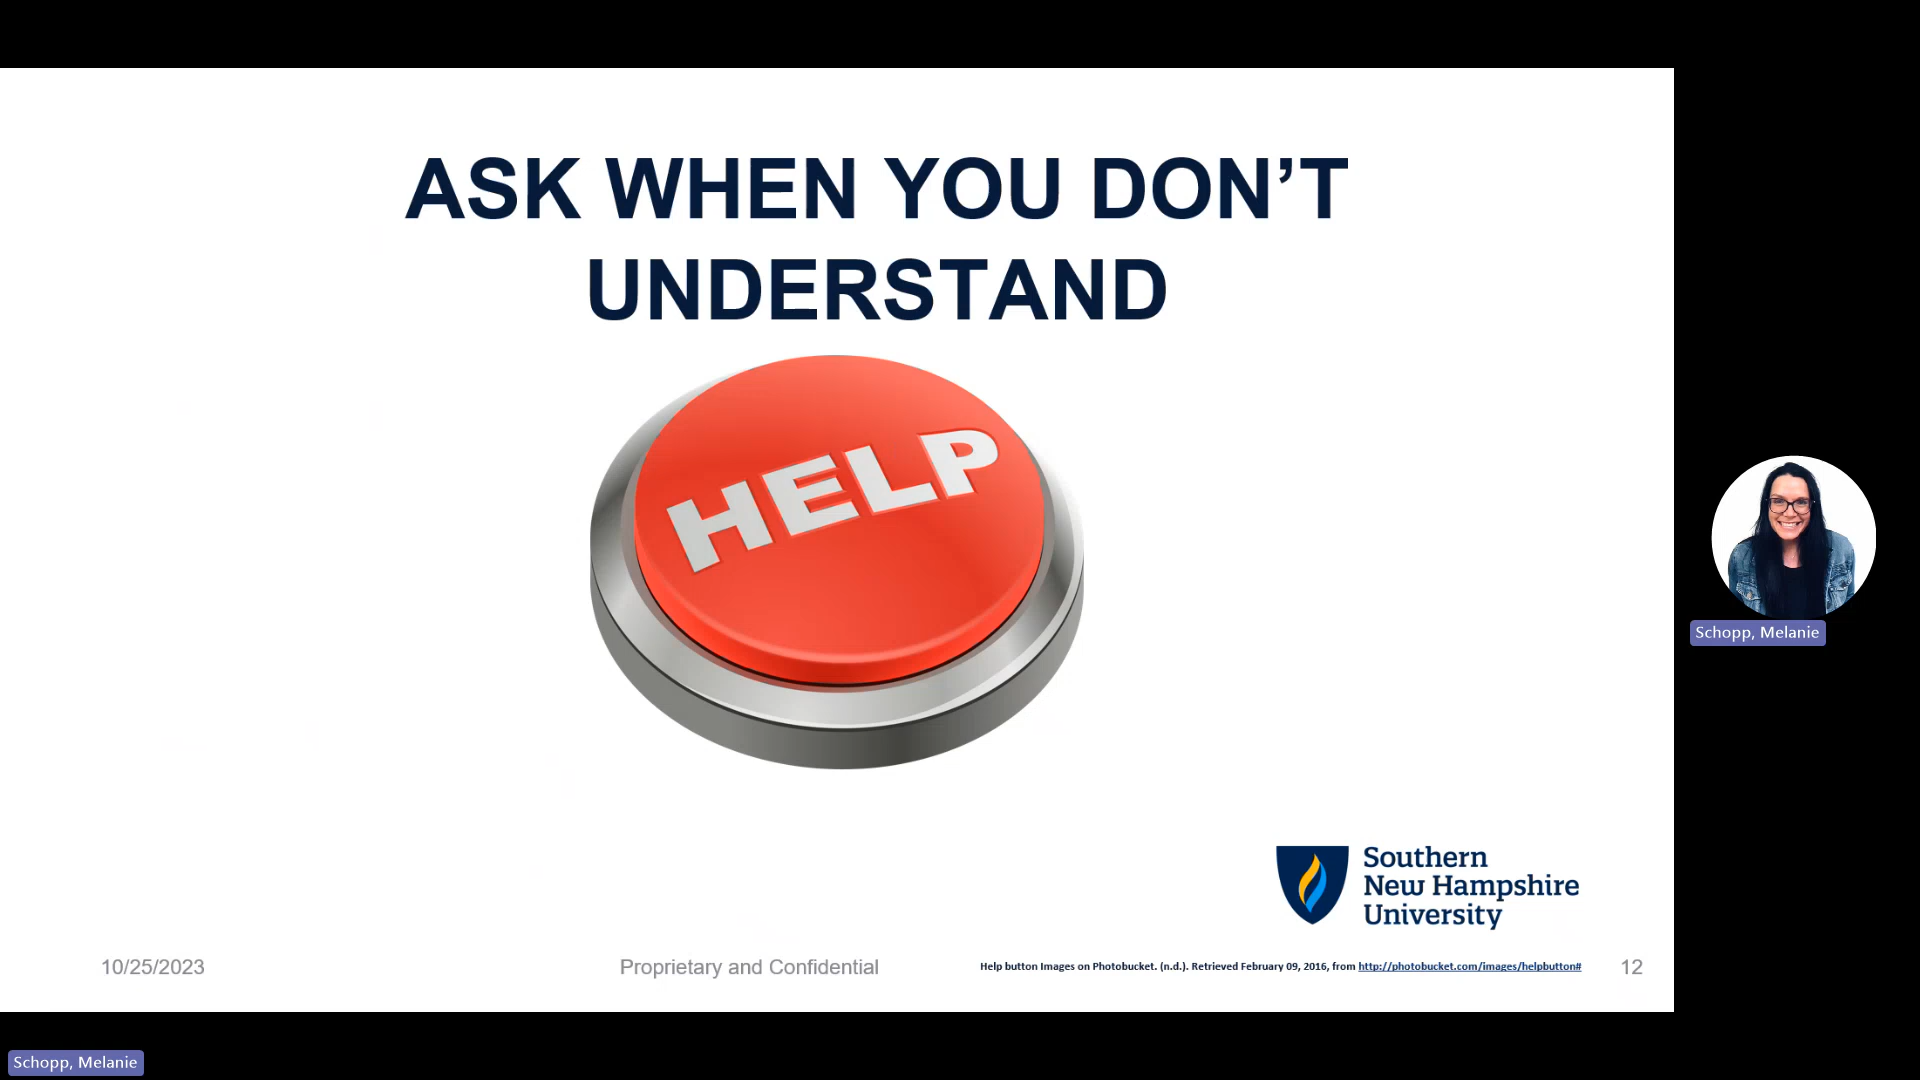 ASK WHEN YOU DON’T
UNDERSTAND
HELP
Schopp, Melanie
Southern
New Hampshire
University
10/25/2023
Proprietary and Confidential
Help button Images on Photobucket. (n.d.). Retrieved February 09, 2016, from http://photobucket.com/images/helpbutton#
12
Schopp, Melanie